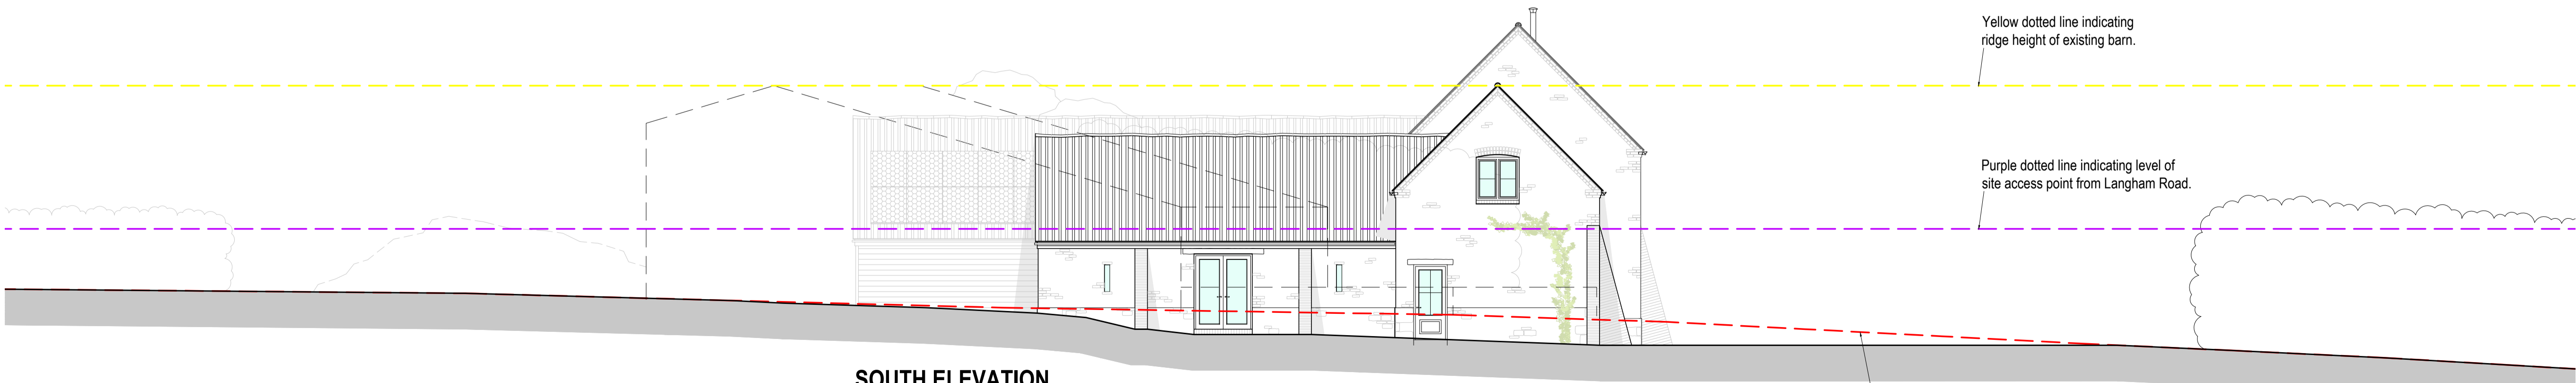 Yellow dotted line indicating
ridge height of existing barn.
Purple dotted line indicating level of
site access point from Langham Road.
SOUTH ELEVATION